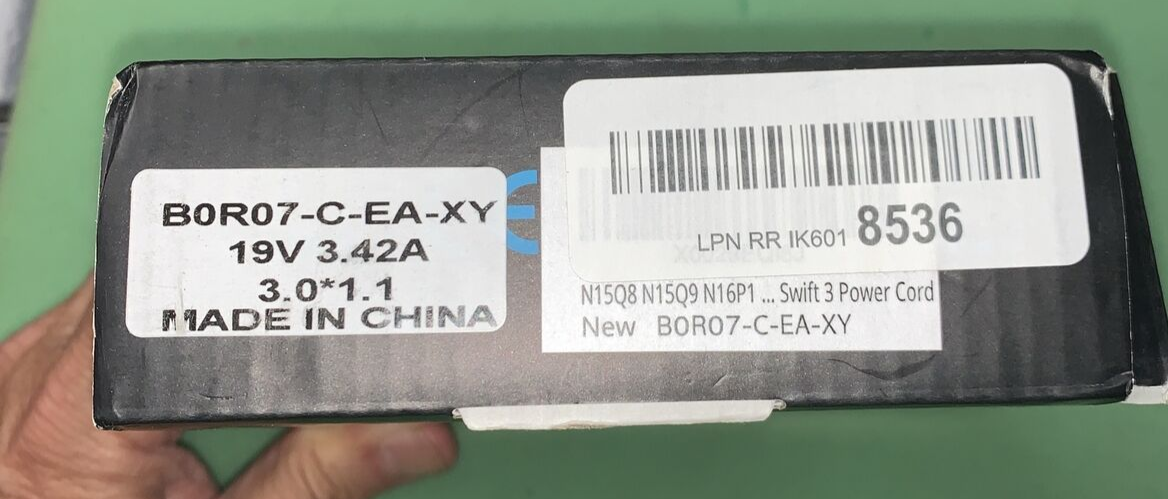 B0R07-C-EA-XY
19V 3.42A
3.0*1.1
MADE IN CHINA
LPN RR IK601 8536
N15Q8 N15Q9 N16P1 ... Swift 3 Power Cord
New B0R07-C-EA-XY